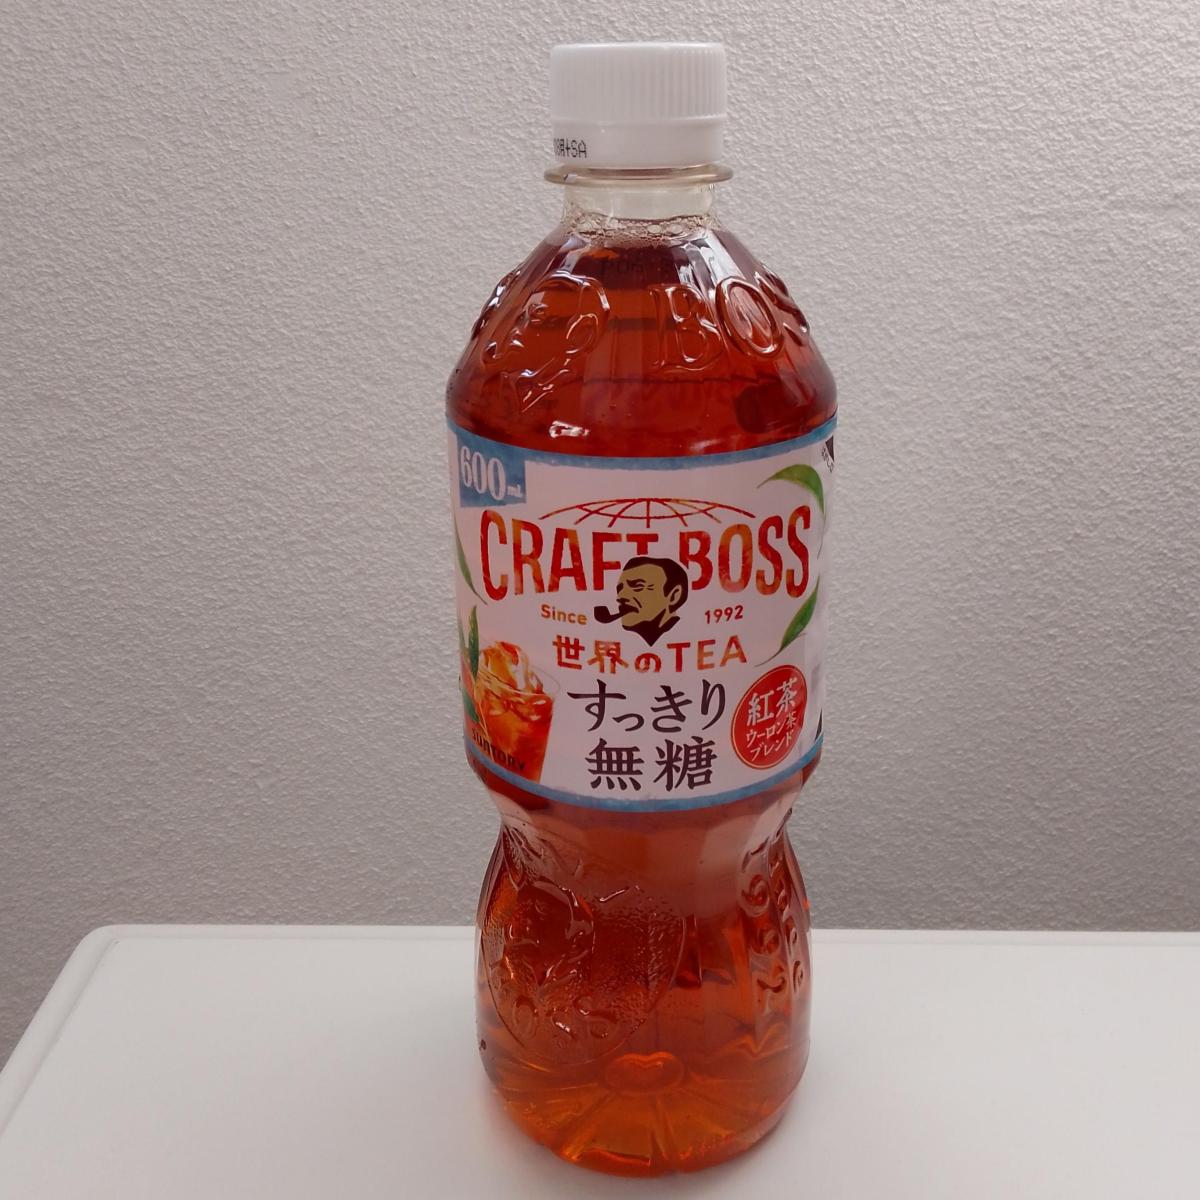 BO
600mL
CRAFT BOSS
Since 1992
世界のTEA
すっきり
無糖
紅茶
ウーロン茶
ブレンド
SUNTORY